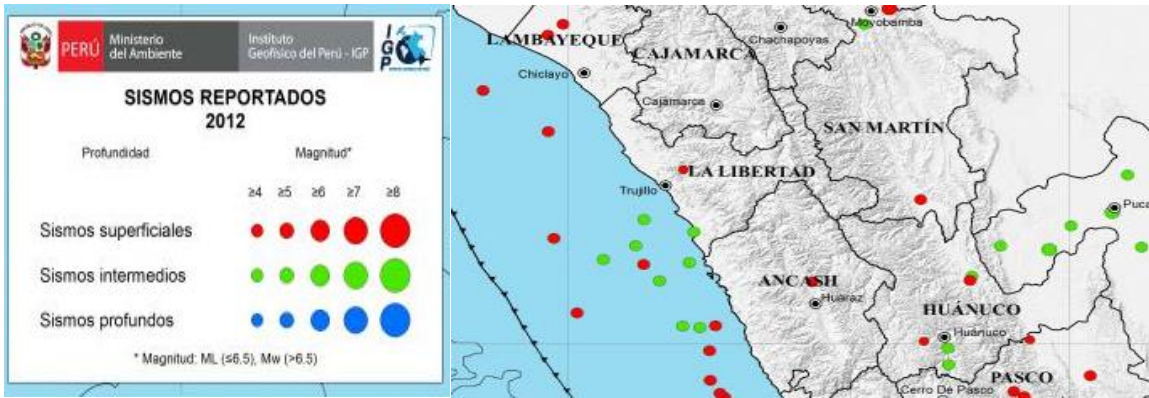 PERÚ
Ministerio
del Ambiente
Instituto
Geofísico del Perú - IGP
IGP
SISMOS REPORTADOS
2012
Profundidad
Magnitud*
≥4 ≥5 ≥6 ≥7 ≥8
Sismos superficiales
Sismos intermedios
Sismos profundos
* Magnitud: ML (≤6.5), Mw (>6.5)
Moyobamba
LAMBAYEQUE
Chachapoyas
CAJAMARCA
Chiclayo
Cajamarca
SAN MARTÍN
LA LIBERTAD
Trujillo
Puca
ANCASH
Huaraz
HUÁNUCO
Huánuco
PASCO
Cerro De Pasco